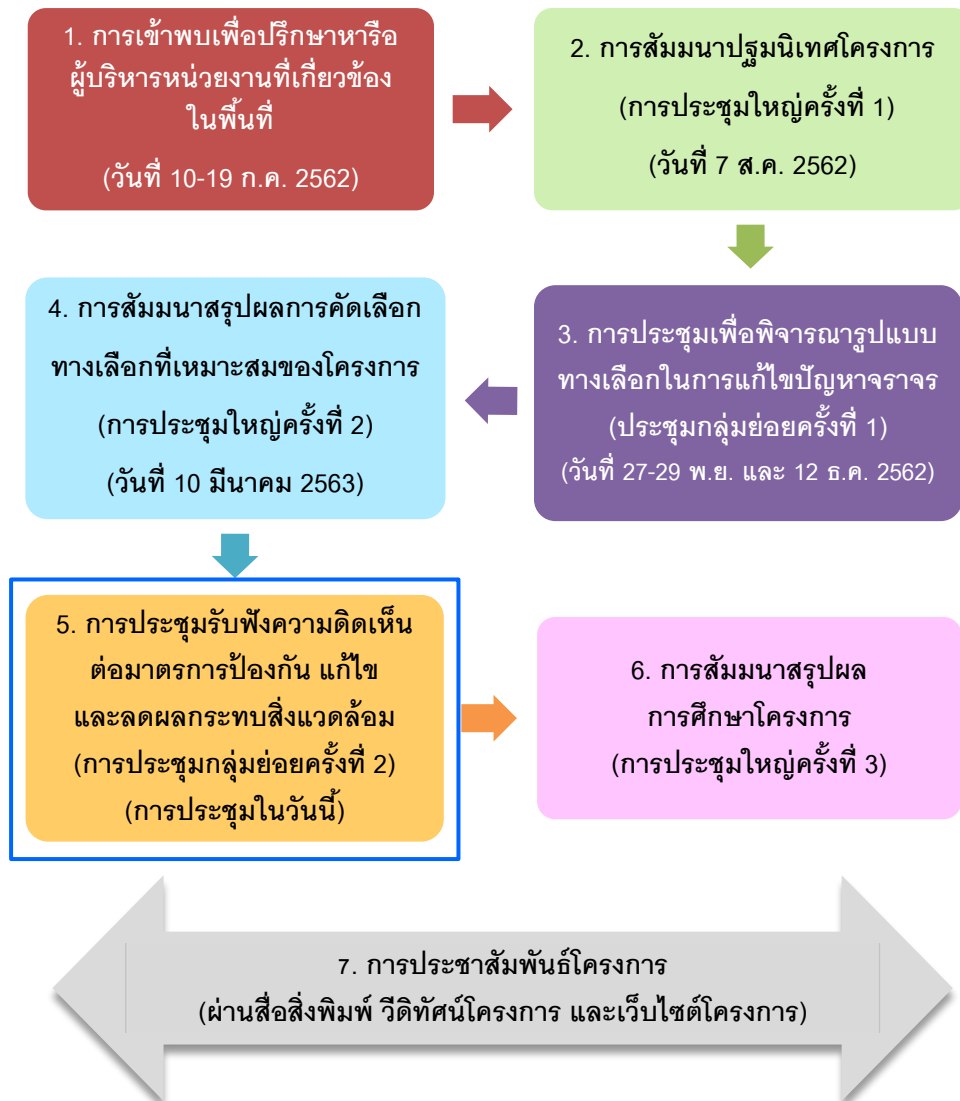 1. การเข้าพบเพื่อปรึกษาหารือ
ผู้บริหารหน่วยงานที่เกี่ยวข้อง
ในพื้นที่
(วันที่ 10-19 ก.ค. 2562)
2. การสัมมนาปฐมนิเทศโครงการ
(การประชุมใหญ่ครั้งที่ 1)
(วันที่ 7 ส.ค. 2562)
3. การประชุมเพื่อพิจารณารูปแบบ
ทางเลือกในการแก้ไขปัญหาจราจร
(ประชุมกลุ่มย่อยครั้งที่ 1)
(วันที่ 27-29 พ.ย. และ 12 ธ.ค. 2562)
4. การสัมมนาสรุปผลการคัดเลือก
ทางเลือกที่เหมาะสมของโครงการ
(การประชุมใหญ่ครั้งที่ 2)
(วันที่ 10 มีนาคม 2563)
5. การประชุมรับฟังความดิดเห็น
ต่อมาตรการป้องกัน แก้ไข
และลดผลกระทบสิ่งแวดล้อม
(การประชุมกลุ่มย่อยครั้งที่ 2)
(การประชุมในวันนี้)
6. การสัมมนาสรุปผล
การศึกษาโครงการ
(การประชุมใหญ่ครั้งที่ 3)
7. การประชาสัมพันธ์โครงการ
(ผ่านสื่อสิ่งพิมพ์ วีดิทัศน์โครงการ และเว็บไซต์โครงการ)